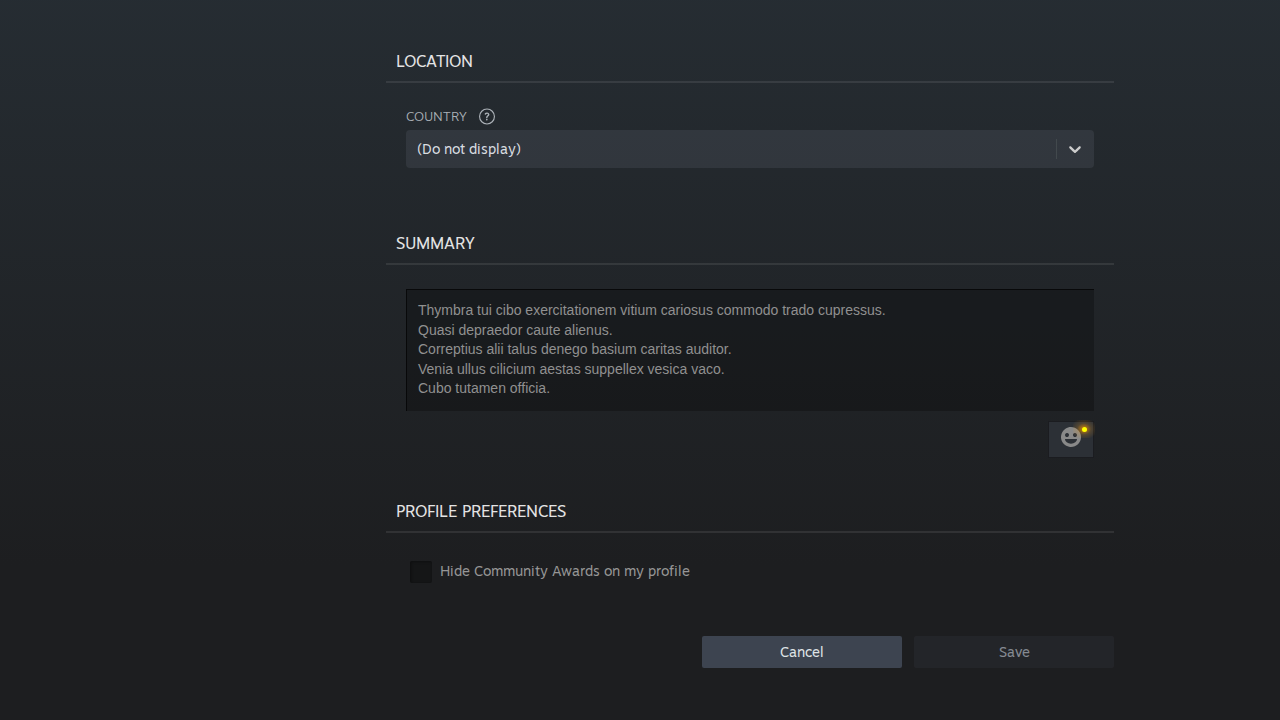 LOCATION
COUNTRY ?
(Do not display)
SUMMARY
Thymbra tui cibo exercitationem vitium cariosus commodo trado cupressus.
Quasi depraedor caute alienus.
Correptius alii talus denego basium caritas auditor.
Venia ullus cilicium aestas suppellex vesica vaco.
Cubo tutamen officia.
PROFILE PREFERENCES
Hide Community Awards on my profile
Cancel Save